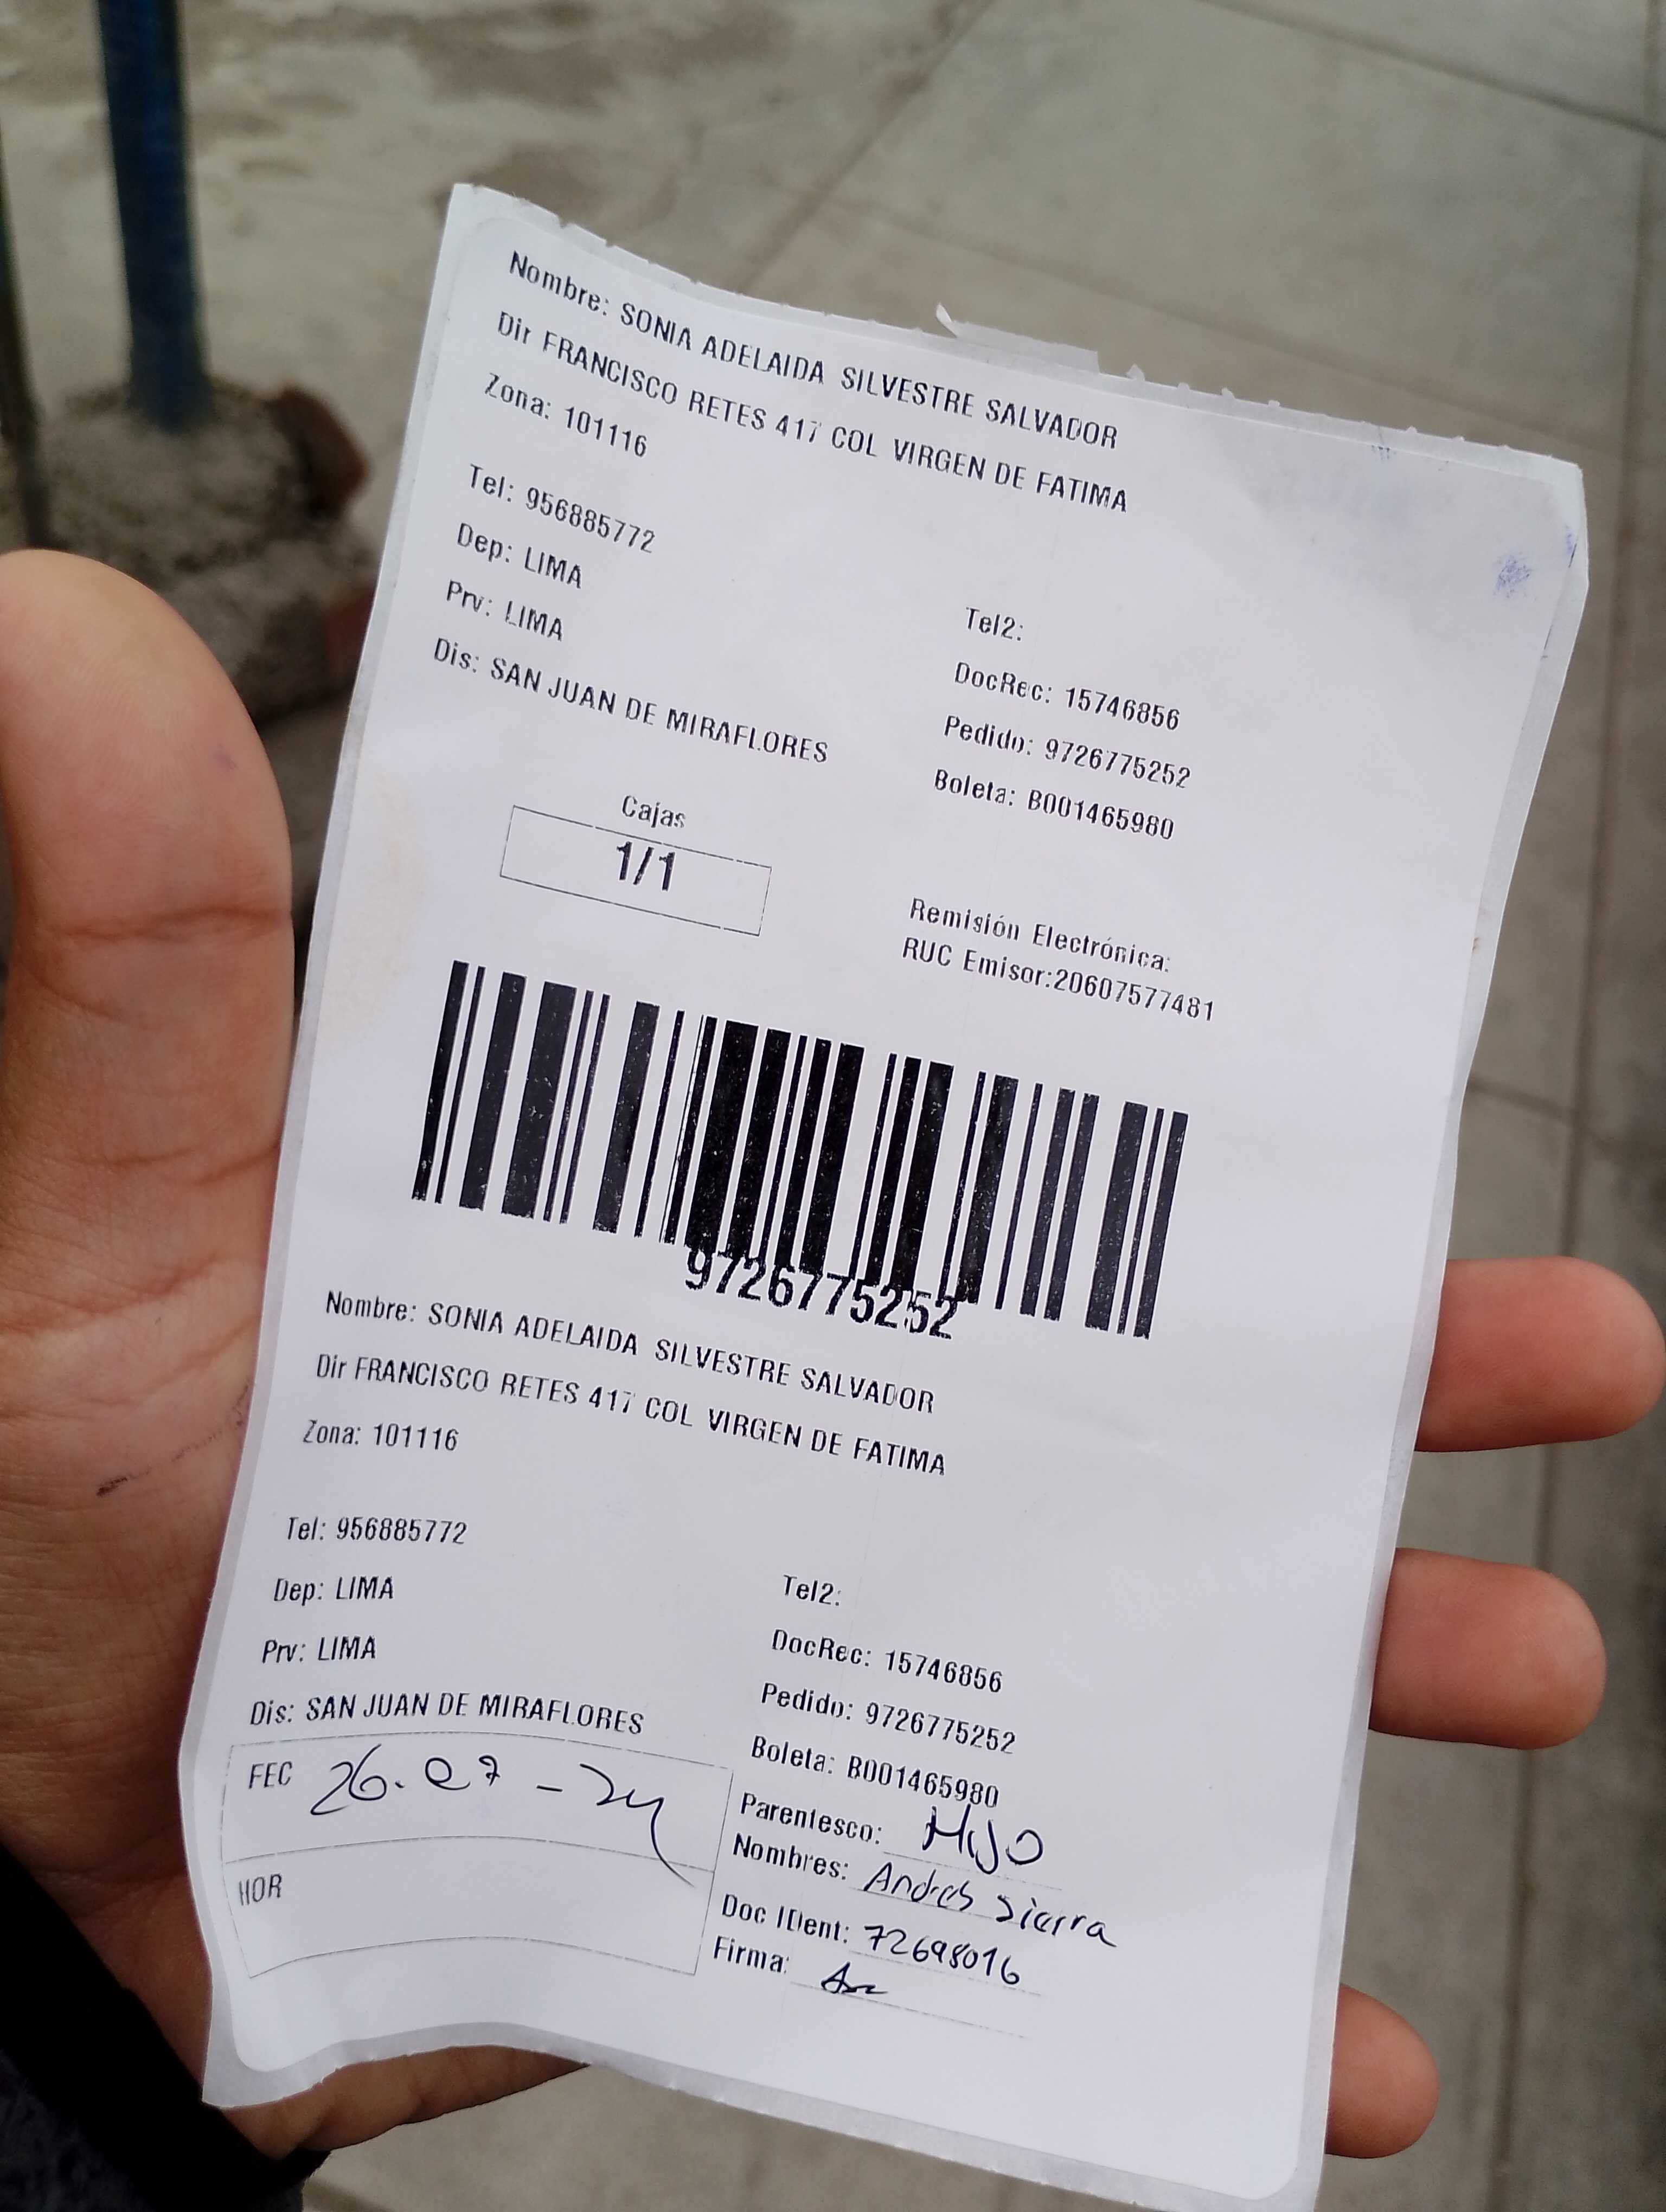 Nombre: SONIA ADELAIDA SILVESTRE SALVADOR
Dir FRANCISCO RETES 417 COL VIRGEN DE FATIMA
Zona: 101116
Tel: 956885772
Dep: LIMA
Prv: LIMA
Dis: SAN JUAN DE MIRAFLORES
Tel2:
DocRec: 15746856
Pedido: 9726775252
Boleta: B001465980
Cajas
1/1
Remisión Electrónica:
RUC Emisor:20607577481
9726775252
Nombre: SONIA ADELAIDA SILVESTRE SALVADOR
Dir FRANCISCO RETES 417 COL VIRGEN DE FATIMA
Zona: 101116
Tel: 956885772
Dep: LIMA
Prv: LIMA
Dis: SAN JUAN DE MIRAFLORES
Tel2:
DocRec: 15746856
Pedido: 9726775252
Boleta: B001465980
FEC 26.07-24
HOR
Parentesco: Hijo
Nombres: Andres Sierra
Doc IDent: 72698016
Firma: